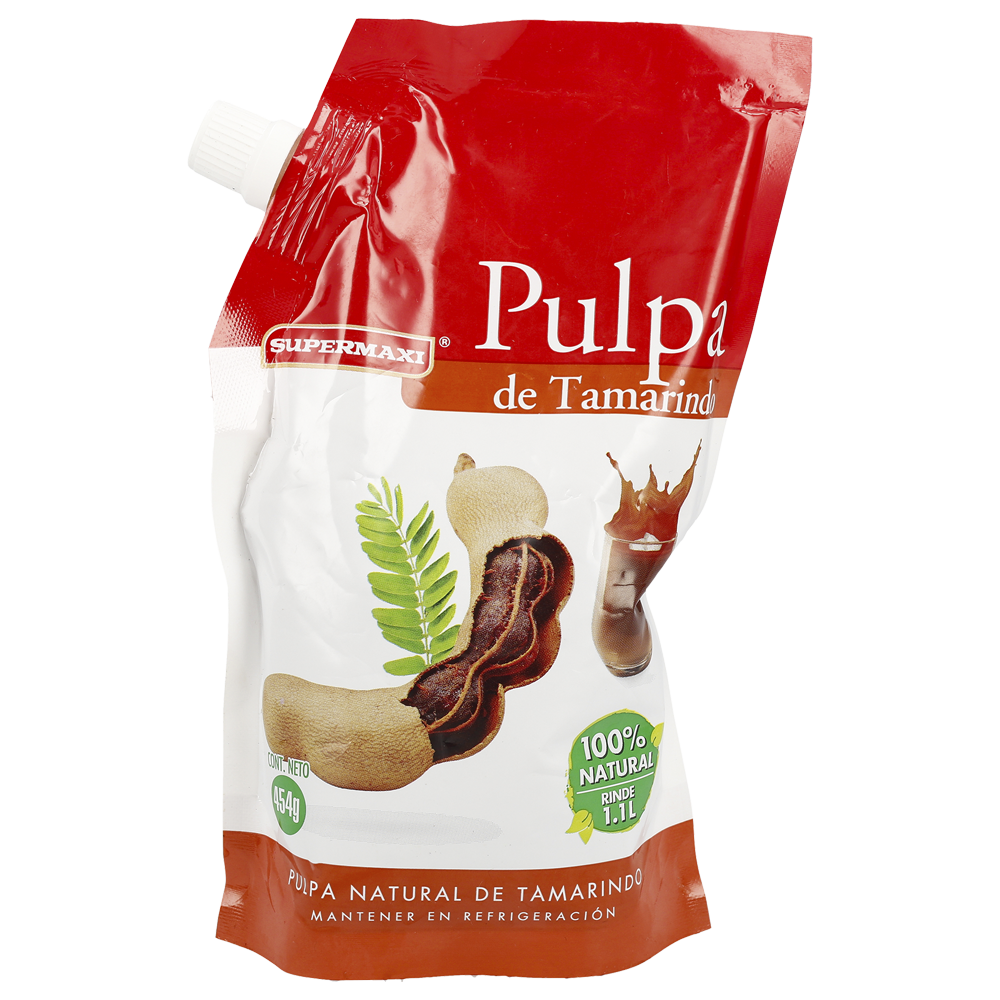 SUPERMAXI®
Pulpa
de Tamarindo
100%
NATURAL
RINDE
1.1L
CONT. NETO
454g
PULPA NATURAL DE TAMARINDO
MANTENER EN REFRIGERACIÓN